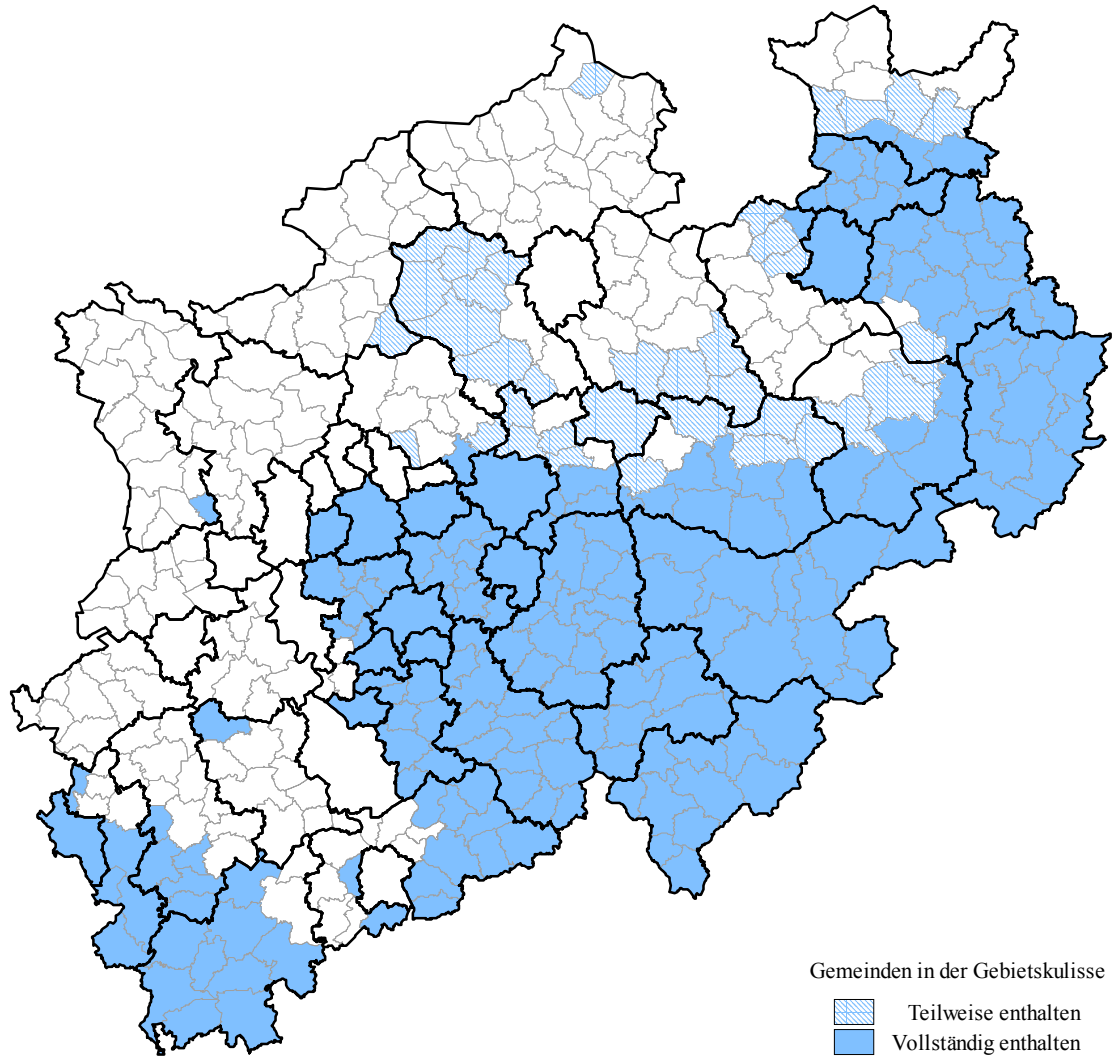 Gemeinden in der Gebietskulisse
Teilweise enthalten
Vollständig enthalten